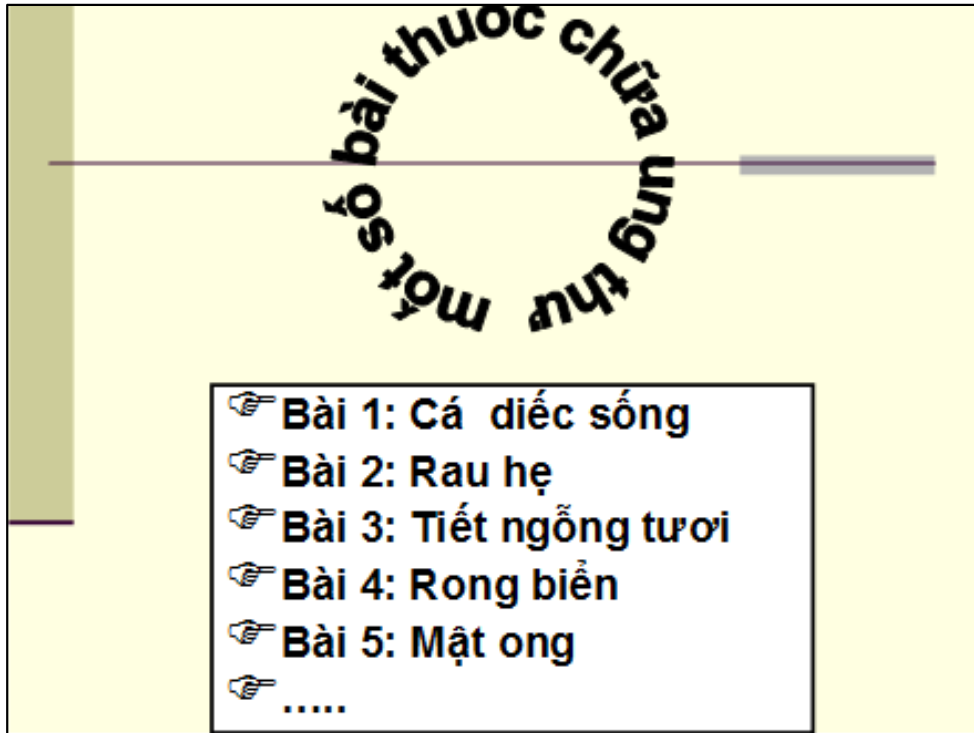 một số bài thuốc chữa ung thư
Bài 1: Cá diếc sống
Bài 2: Rau hẹ
Bài 3: Tiết ngỗng tươi
Bài 4: Rong biển
Bài 5: Mật ong
.....